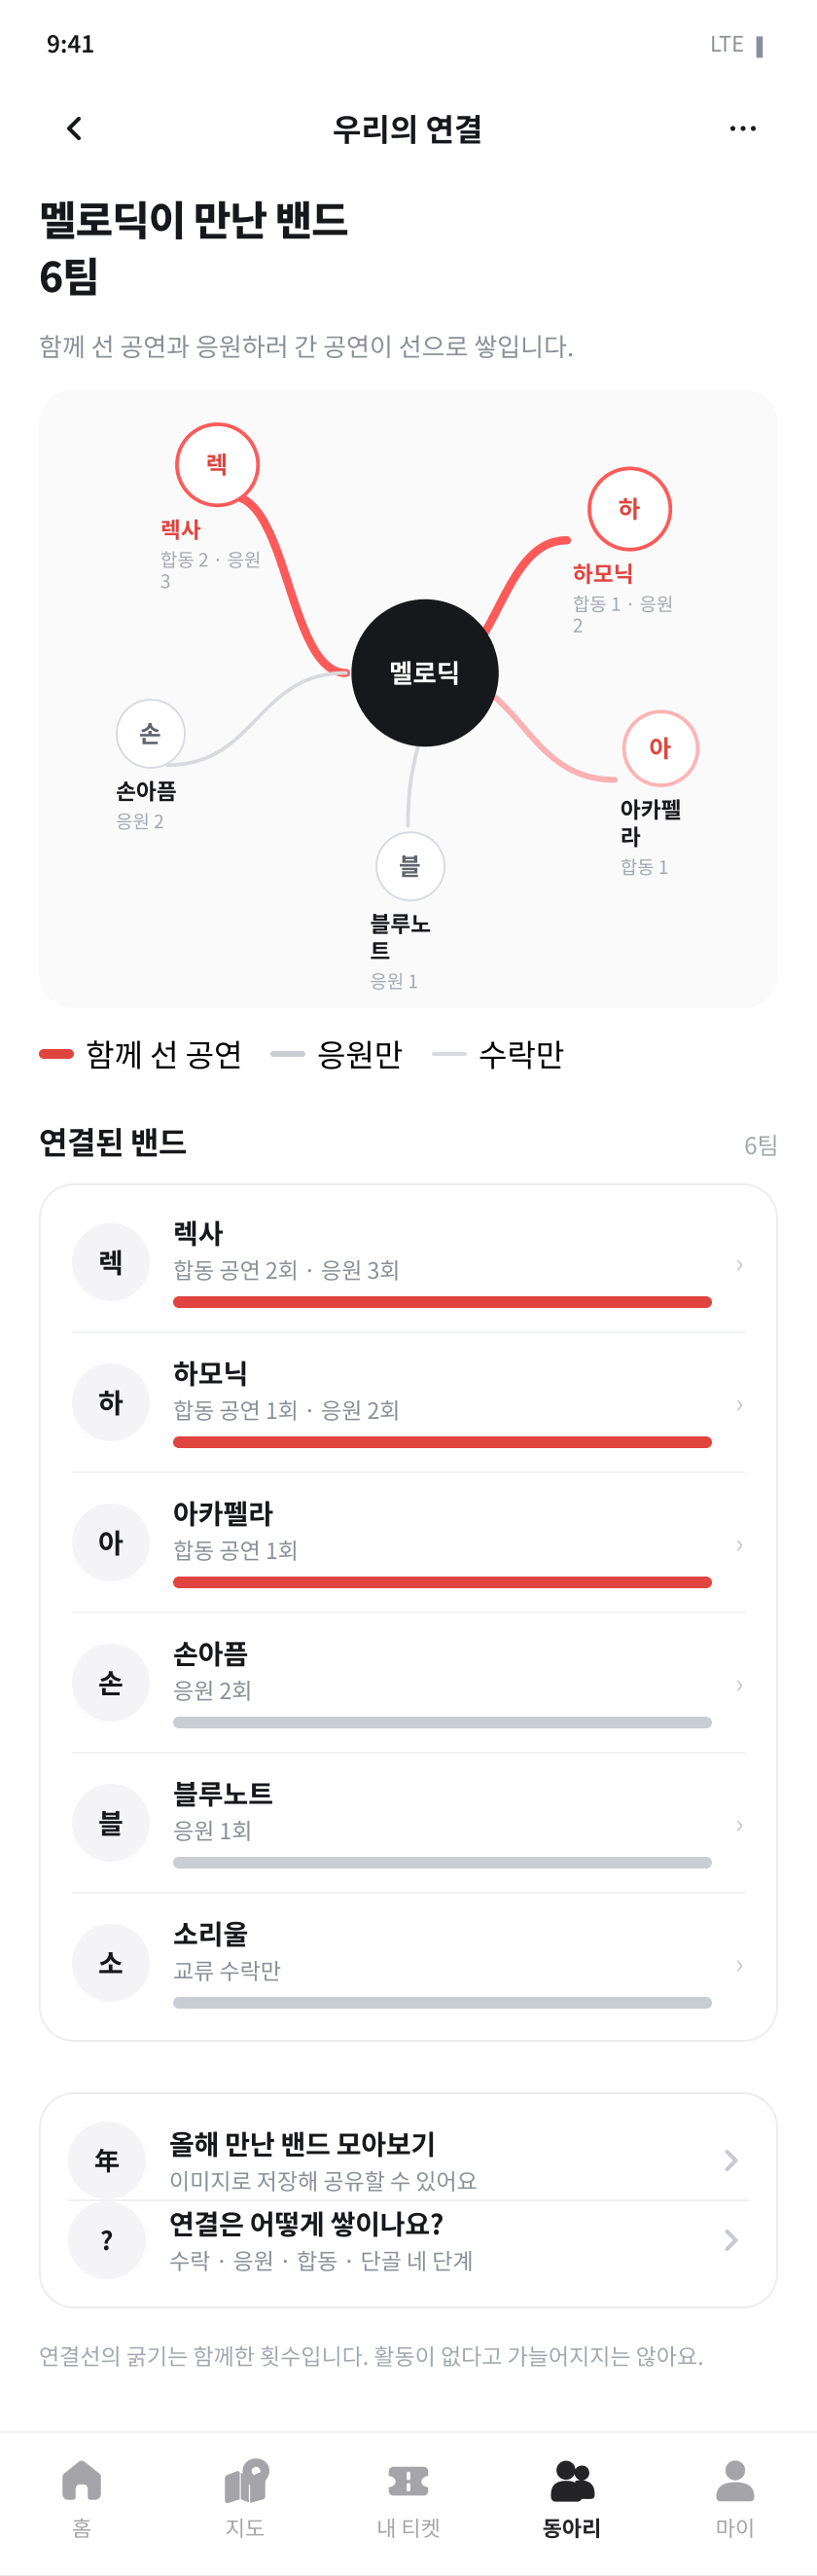 9:41
LTE
우리의 연결
멜로딕이 만난 밴드
6팀
함께 선 공연과 응원하러 간 공연이 선으로 쌓입니다.
렉
렉사
합동 2 · 응원
3
하
하모닉
합동 1 · 응원
2
멜로딕
손
손아픔
응원 2
아
아카펠
라
합동 1
블
블루노
트
응원 1
함께 선 공연
응원만
수락만
연결된 밴드
6팀
렉
렉사
합동 공연 2회 · 응원 3회
하
하모닉
합동 공연 1회 · 응원 2회
아
아카펠라
합동 공연 1회
손
손아픔
응원 2회
블
블루노트
응원 1회
소
소리울
교류 수락만
年
올해 만난 밴드 모아보기
이미지로 저장해 공유할 수 있어요
?
연결은 어떻게 쌓이나요?
수락 · 응원 · 합동 · 단골 네 단계
연결선의 굵기는 함께한 횟수입니다. 활동이 없다고 가늘어지지는 않아요.
홈
지도
내 티켓
동아리
마이